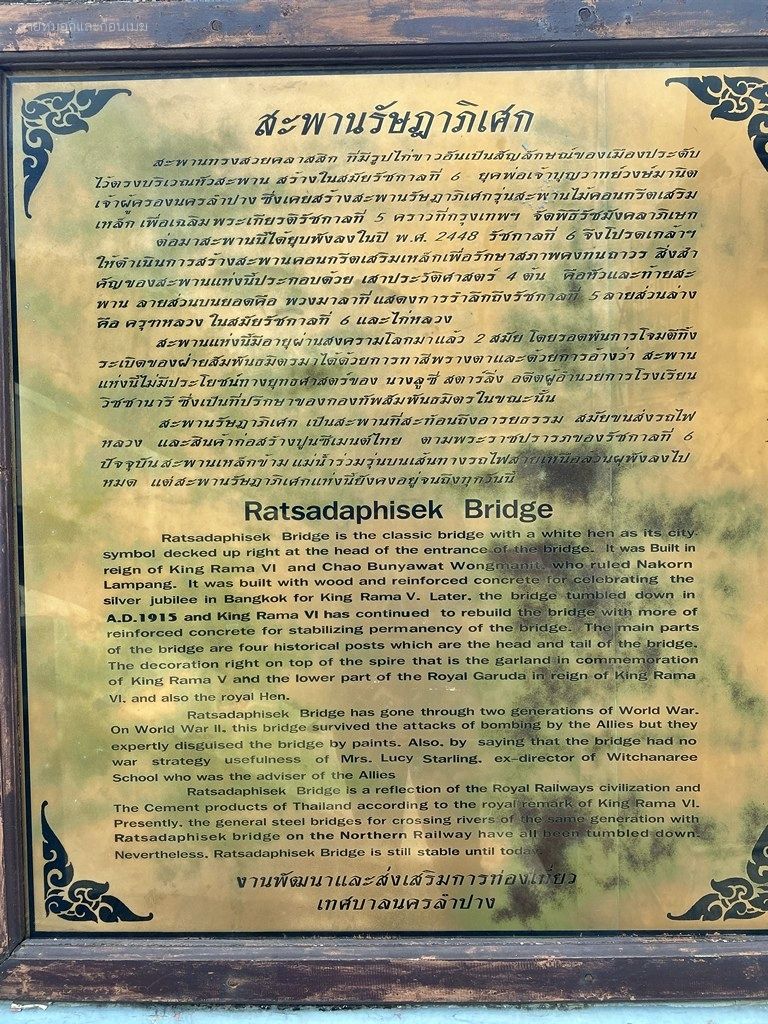 สะพานรัษฎาภิเศก
สะพานทรงสวยคลาสสิก ที่มีรูปไก่ขาวอันเป็นสัญลักษณ์ของเมืองประดับ
ไว้ตรงบริเวณหัวสะพาน สร้างในสมัยรัชกาลที่ 6 ยุคพ่อเจ้าบุญวาทย์วงษ์มานิต
เจ้าผู้ครองนครลำปาง ซึ่งเคยสร้างสะพานรัษฎาภิเศกรุ่นสะพานไม้คอนกรีตเสริม
เหล็ก เพื่อเฉลิมพระเกียรติรัชกาลที่ 5 คราวที่กรุงเทพฯ จัดพิธีรัชมังคลาภิเษก
ต่อมาสะพานนี้ได้ยุบพังลงในปี พ.ศ. 2448 รัชกาลที่ 6 จึงโปรดเกล้าฯ
ให้ดำเนินการสร้างสะพานคอนกรีตเสริมเหล็กเพื่อรักษาสภาพคงทนถาวร สิ่งสำ
คัญของสะพานแห่งนี้ประกอบด้วย เสาประวัติศาสตร์ 4 ต้น คือหัวและท้ายสะ
พาน ลายส่วนบนยอดคือ พวงมาลาที่แสดงการรำลึกถึงรัชกาลที่ 5 ลายส่วนล่าง
คือ ครุฑหลวง ในสมัยรัชกาลที่ 6 และไก่หลวง
สะพานแห่งนี้มีอายุผ่านสงครามโลกมาแล้ว 2 สมัย โดยรอดพ้นการโจมตีทิ้ง
ระเบิดของฝ่ายสัมพันธมิตรมาได้ด้วยการทาสีพรางตาและด้วยการอ้างว่า สะพาน
แห่งนี้ไม่มีประโยชน์ทางยุทธศาสตร์ของ นางลูซี่ สตาร์ลิ่ง อดีตผู้อำนวยการโรงเรียน
วิชชานารี ซึ่งเป็นที่ปรึกษาของกองทัพสัมพันธมิตรในขณะนั้น
สะพานรัษฎาภิเศก เป็นสะพานที่สะท้อนถึงอารยธรรม สมัยขนส่งรถไฟ
หลวง และสินค้าก่อสร้างปูนซิเมนต์ไทย ตามพระราชปรารภของรัชกาลที่ 6
ปัจจุบันสะพานเหล็กข้ามแม่น้ำร่วมรุ่นบนเส้นทางรถไฟสายเหนือล้วนผุพังลงไป
หมด แต่สะพานรัษฎาภิเศกแห่งนี้ยังคงอยู่จนถึงทุกวันนี้
Ratsadaphisek Bridge
Ratsadaphisek Bridge is the classic bridge with a white hen as its city
symbol decked up right at the head of the entrance of the bridge. It was Built in
reign of King Rama VI and Chao Bunyawat Wongmanit, who ruled Nakorn
Lampang. It was built with wood and reinforced concrete for celebrating the
silver jubilee in Bangkok for King Rama V. Later, the bridge tumbled down in
A.D.1915 and King Rama VI has continued to rebuild the bridge with more of
reinforced concrete for stabilizing permanency of the bridge. The main parts
of the bridge are four historical posts which are the head and tail of the bridge.
The decoration right on top of the spire that is the garland in commemoration
of King Rama V and the lower part of the Royal Garuda in reign of King Rama
VI, and also the royal Hen.
Ratsadaphisek Bridge has gone through two generations of World War.
On World War II, this bridge survived the attacks of bombing by the Allies but they
expertly disguised the bridge by paints. Also, by saying that the bridge had no
war strategy usefulness of Mrs. Lucy Starling, ex-director of Witchanaree
School who was the adviser of the Allies
Ratsadaphisek Bridge is a reflection of the Royal Railways civilization and
The Cement products of Thailand according to the royal remark of King Rama VI.
Presently, the general steel bridges for crossing rivers of the same generation with
Ratsadaphisek bridge on the Northern Railway have all been tumbled down.
Nevertheless, Ratsadaphisek Bridge is still stable until today.
งานพัฒนาและส่งเสริมการท่องเที่ยว
เทศบาลนครลำปาง